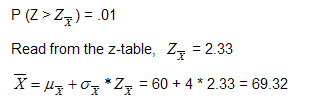 P (Z > Z_X̅) = .01
Read from the z-table, Z_X̅ = 2.33
X̅ = μ_X̅ + σ_X̅ * Z_X̅ = 60 + 4 * 2.33 = 69.32